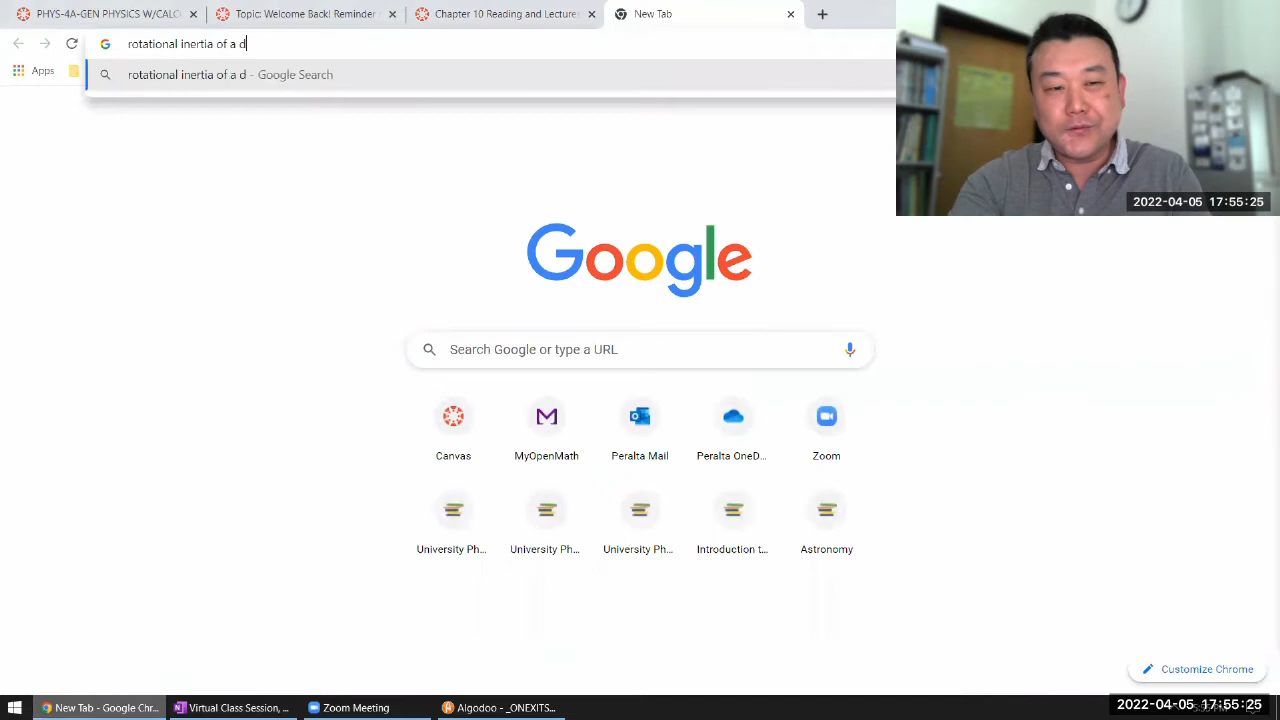 PHYS-4A-GEN PHYSICS W/CALC
Topic: Welcome Back! Reminder
Chapter 10 Reading and Lectures
New Tab
rotational inertia of a d
Apps
rotational inertia of a d - Google Search
2022-04-05 17:55:25
Google
Search Google or type a URL
Canvas
MyOpenMath
Peralta Mail
Peralta OneD...
Zoom
University Ph...
University Ph...
University Ph...
Introduction t...
Astronomy
Customize Chrome
New Tab - Google Chr...
Virtual Class Session, ...
Zoom Meeting
Algodoo - _ONEXITS...
2022-04-05 17:55:25